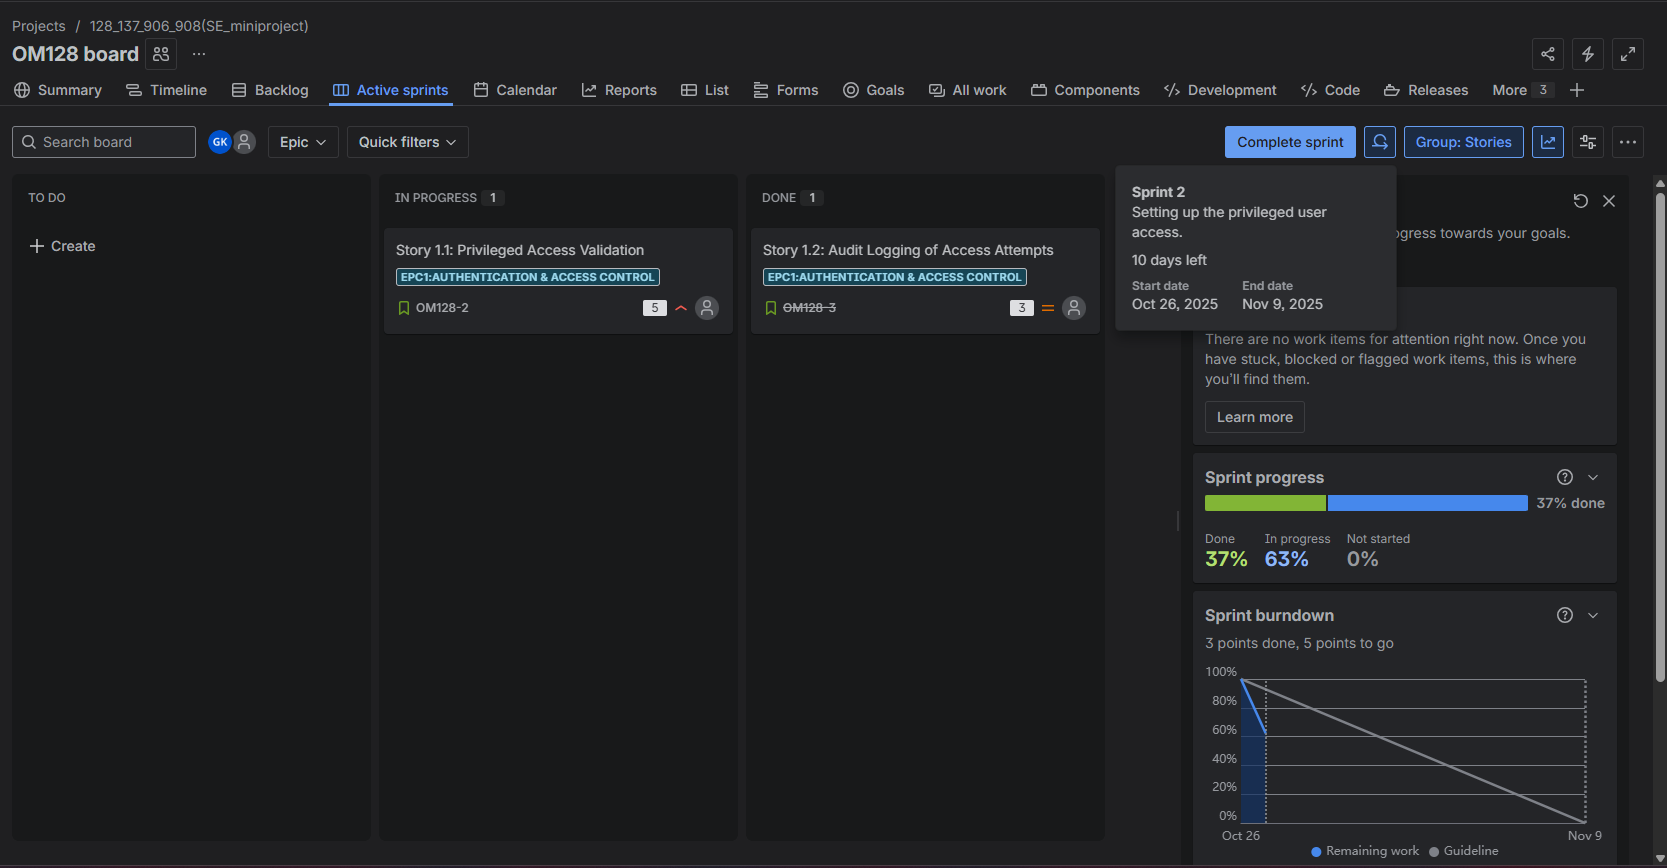 Projects / 128_137_906_908(SE_miniproject)
OM128 board
Summary Timeline Backlog Active sprints Calendar Reports List Forms Goals All work Components Development Code Releases More 3
Search board GK Epic Quick filters Complete sprint Group: Stories
TO DO
Create
IN PROGRESS 1
Story 1.1: Privileged Access Validation
EPC1:AUTHENTICATION & ACCESS CONTROL
OM128-2 5
DONE 1
Story 1.2: Audit Logging of Access Attempts
EPC1:AUTHENTICATION & ACCESS CONTROL
OM128-3 3
Sprint 2
Setting up the privileged user
access.
10 days left
Start date End date
Oct 26, 2025 Nov 9, 2025
ogress towards your goals.
There are no work items for attention right now. Once you
have stuck, blocked or flagged work items, this is where
you'll find them.
Learn more
Sprint progress
37% done
Done In progress Not started
37% 63% 0%
Sprint burndown
3 points done, 5 points to go
100%
80%
60%
40%
20%
0%
Oct 26 Nov 9
Remaining work Guideline